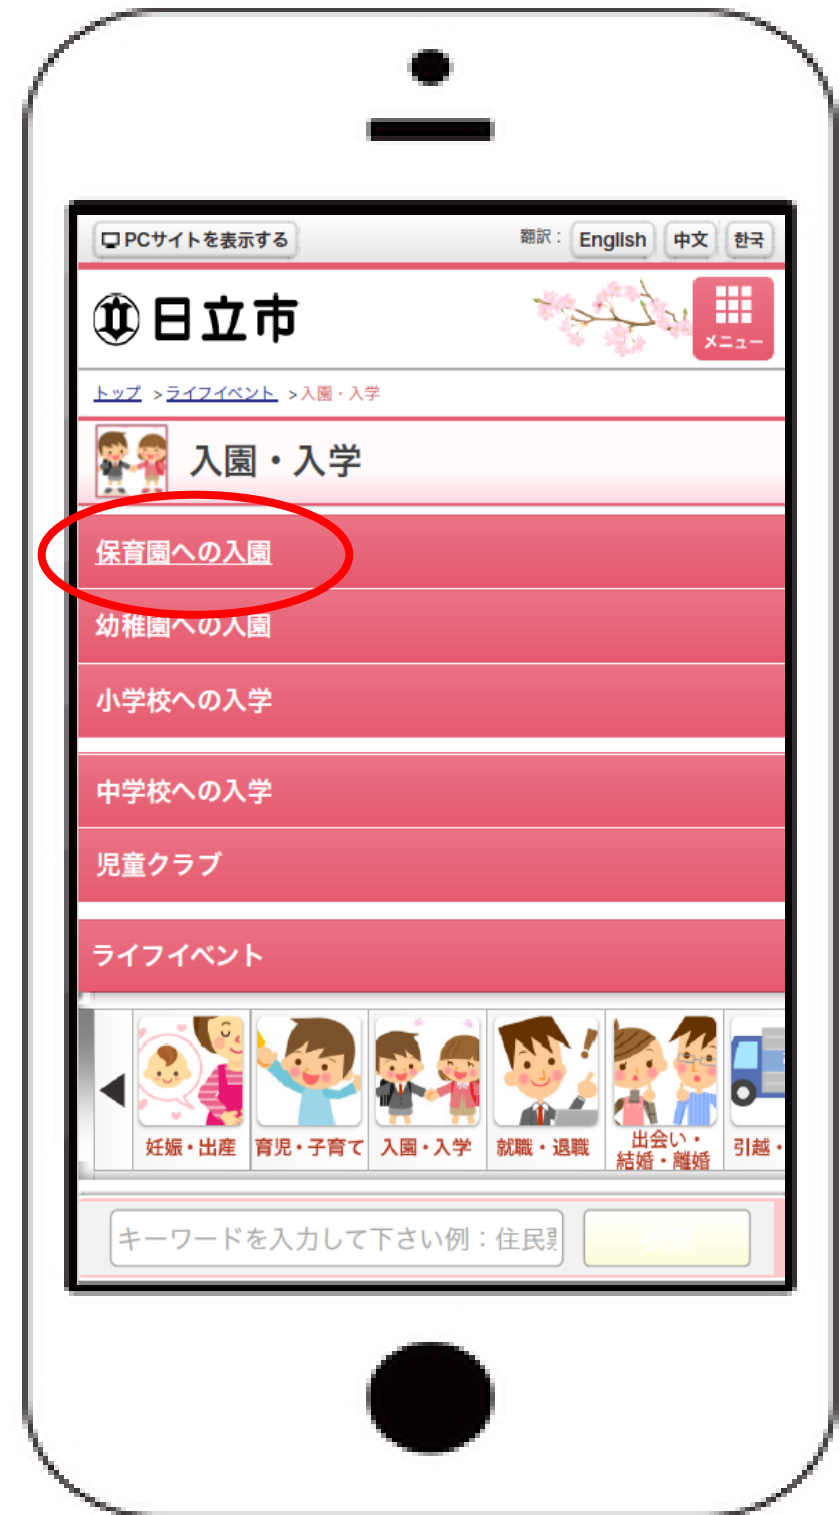 PCサイトを表示する 翻訳： English 中文 한국
日立市
メニュー
トップ >ライフイベント >入園・入学
入園・入学
保育園への入園
幼稚園への入園
小学校への入学
中学校への入学
児童クラブ
ライフイベント
妊娠・出産 育児・子育て 入園・入学 就職・退職 出会い・
結婚・離婚 引越・
キーワードを入力して下さい例：住民票